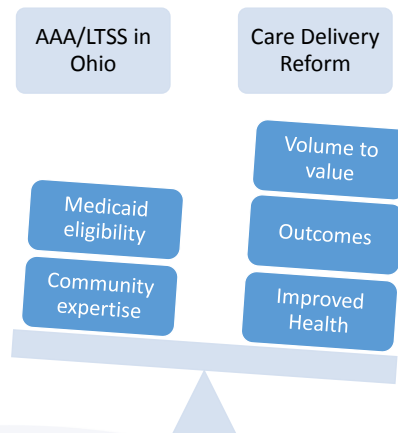 AAA/LTSS in
Ohio
Care Delivery
Reform
Medicaid
eligibility
Community
expertise
Volume to
value
Outcomes
Improved
Health